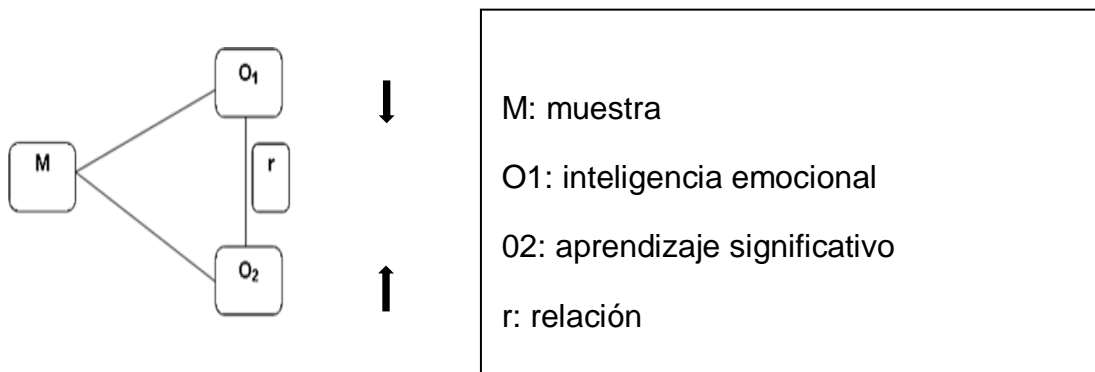 O₁
M
r
O₂
M: muestra
O1: inteligencia emocional
02: aprendizaje significativo
r: relación